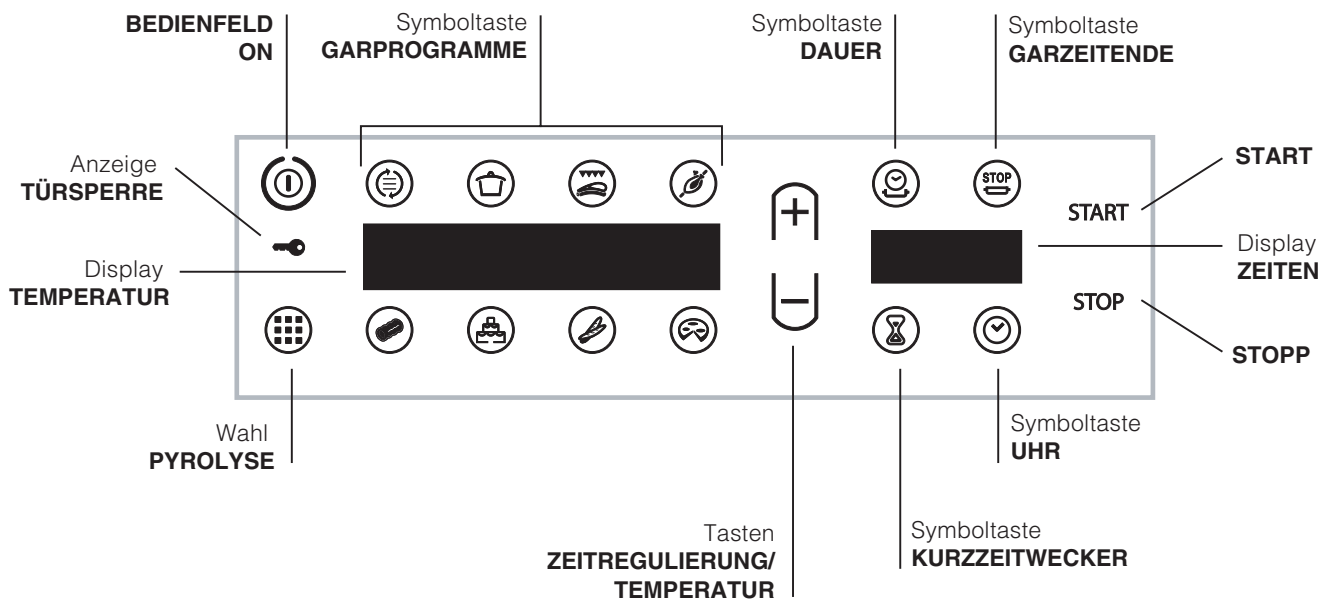 BEDIENFELD
ON
Symboltaste
GARPROGRAMME
Symboltaste
DAUER
Symboltaste
GARZEITENDE
Anzeige
TÜRSPERRE
Display
TEMPERATUR
STOP
START
START
Display
ZEITEN
STOP
STOPP
Wahl
PYROLYSE
Symboltaste
UHR
Tasten
ZEITREGULIERUNG/
TEMPERATUR
Symboltaste
KURZZEITWECKER